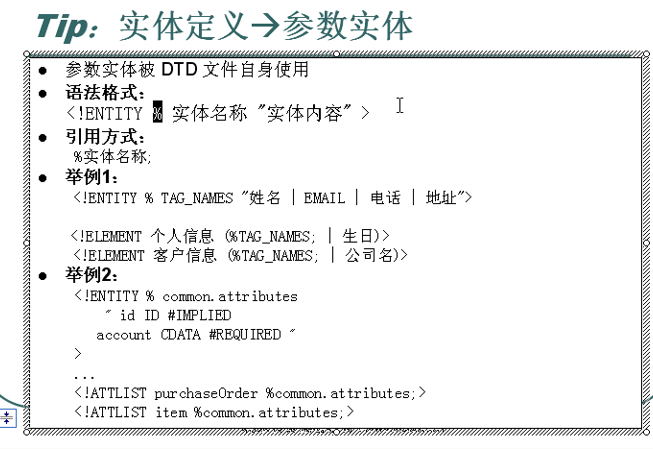 Tip：实体定义→参数实体
● 参数实体被 DTD 文件自身使用
● 语法格式：
<!ENTITY % 实体名称 "实体内容" >
● 引用方式：
%实体名称;
● 举例1：
<!ENTITY % TAG_NAMES "姓名 | EMAIL | 电话 | 地址">
<!ELEMENT 个人信息 (%TAG_NAMES; | 生日)>
<!ELEMENT 客户信息 (%TAG_NAMES; | 公司名)>
● 举例2：
<!ENTITY % common.attributes
" id ID #IMPLIED
account CDATA #REQUIRED "
>
...
<!ATTLIST purchaseOrder %common.attributes;>
<!ATTLIST item %common.attributes;>